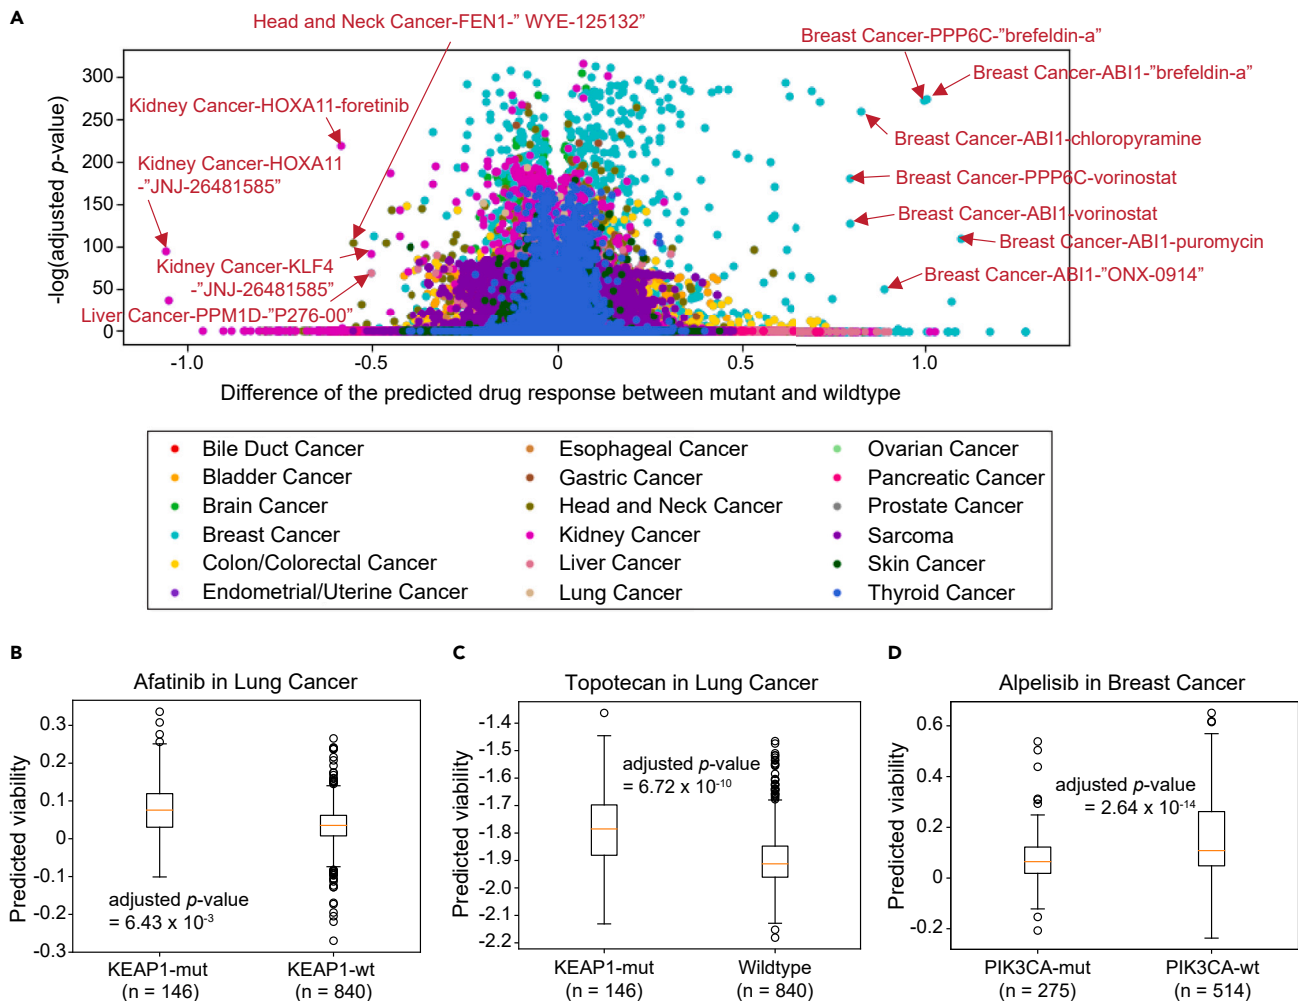 A
Head and Neck Cancer-FEN1-” WYE-125132”
Breast Cancer-PPP6C-”brefeldin-a”
Breast Cancer-ABI1-”brefeldin-a”
Kidney Cancer-HOXA11-foretinib
Breast Cancer-ABI1-chloropyramine
Kidney Cancer-HOXA11
-”JNJ-26481585”
Breast Cancer-PPP6C-vorinostat
Breast Cancer-ABI1-vorinostat
Breast Cancer-ABI1-puromycin
Kidney Cancer-KLF4
-”JNJ-26481585”
Breast Cancer-ABI1-”ONX-0914”
Liver Cancer-PPM1D-”P276-00”
-log(adjusted p-value)
300
250
200
150
100
50
0
-1.0
-0.5
0
0.5
1.0
Difference of the predicted drug response between mutant and wildtype
Bile Duct Cancer
Bladder Cancer
Brain Cancer
Breast Cancer
Colon/Colorectal Cancer
Endometrial/Uterine Cancer
Esophageal Cancer
Gastric Cancer
Head and Neck Cancer
Kidney Cancer
Liver Cancer
Lung Cancer
Ovarian Cancer
Pancreatic Cancer
Prostate Cancer
Sarcoma
Skin Cancer
Thyroid Cancer
B
Afatinib in Lung Cancer
Predicted viability
0.3
0.2
0.1
0
-0.1
-0.2
-0.3
adjusted p-value
= 6.43 x 10-3
KEAP1-mut
(n = 146)
KEAP1-wt
(n = 840)
C
Topotecan in Lung Cancer
Predicted viability
-1.4
-1.5
-1.6
-1.7
-1.8
-1.9
-2.0
-2.1
-2.2
adjusted p-value
= 6.72 x 10-10
KEAP1-mut
(n = 146)
Wildtype
(n = 840)
D
Alpelisib in Breast Cancer
Predicted viability
0.6
0.4
0.2
0
-0.2
adjusted p-value
= 2.64 x 10-14
PIK3CA-mut
(n = 275)
PIK3CA-wt
(n = 514)